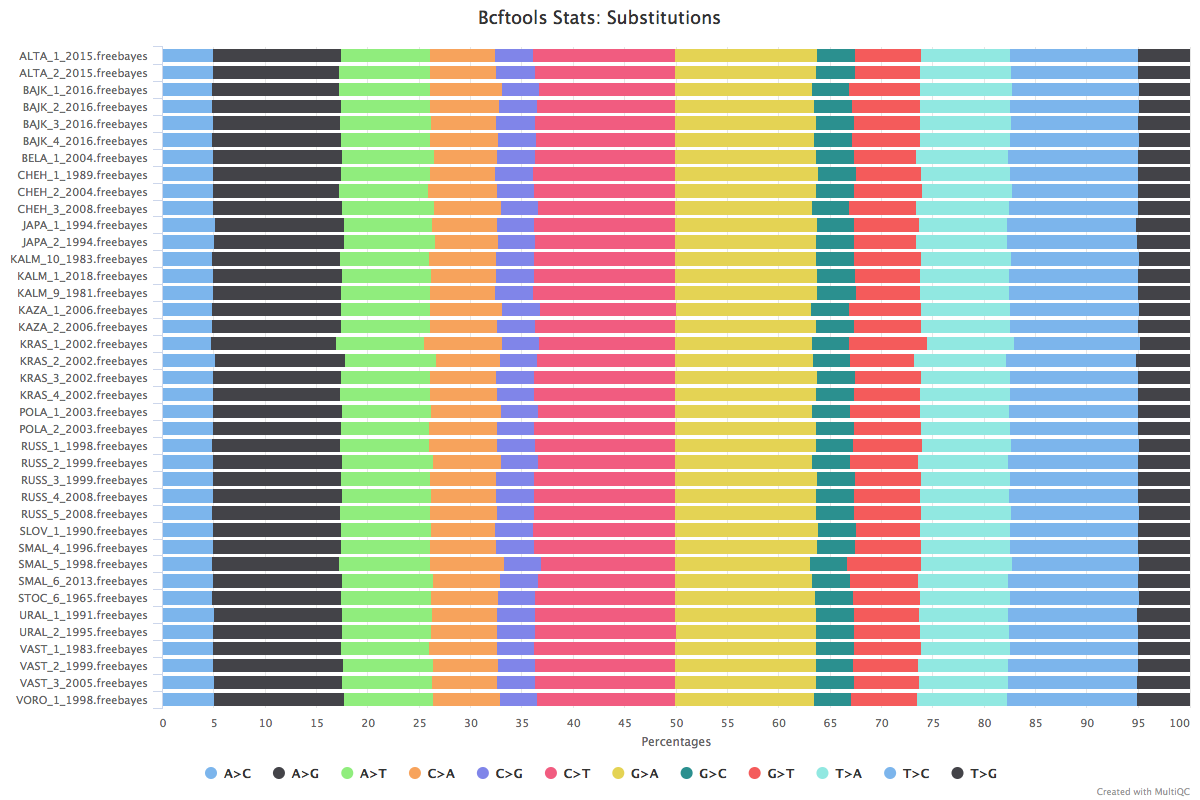 Bcftools Stats: Substitutions
ALTA_1_2015.freebayes
ALTA_2_2015.freebayes
BAJK_1_2016.freebayes
BAJK_2_2016.freebayes
BAJK_3_2016.freebayes
BAJK_4_2016.freebayes
BELA_1_2004.freebayes
CHEH_1_1989.freebayes
CHEH_2_2004.freebayes
CHEH_3_2008.freebayes
JAPA_1_1994.freebayes
JAPA_2_1994.freebayes
KALM_10_1983.freebayes
KALM_1_2018.freebayes
KALM_9_1981.freebayes
KAZA_1_2006.freebayes
KAZA_2_2006.freebayes
KRAS_1_2002.freebayes
KRAS_2_2002.freebayes
KRAS_3_2002.freebayes
KRAS_4_2002.freebayes
POLA_1_2003.freebayes
POLA_2_2003.freebayes
RUSS_1_1998.freebayes
RUSS_2_1999.freebayes
RUSS_3_1999.freebayes
RUSS_4_2008.freebayes
RUSS_5_2008.freebayes
SLOV_1_1990.freebayes
SMAL_4_1996.freebayes
SMAL_5_1998.freebayes
SMAL_6_2013.freebayes
STOC_6_1965.freebayes
URAL_1_1991.freebayes
URAL_2_1995.freebayes
VAST_1_1983.freebayes
VAST_2_1999.freebayes
VAST_3_2005.freebayes
VORO_1_1998.freebayes
0 5 10 15 20 25 30 35 40 45 50 55 60 65 70 75 80 85 90 95 100
Percentages
A>C A>G A>T C>A C>G C>T G>A G>C G>T T>A T>C T>G
Created with MultiQC